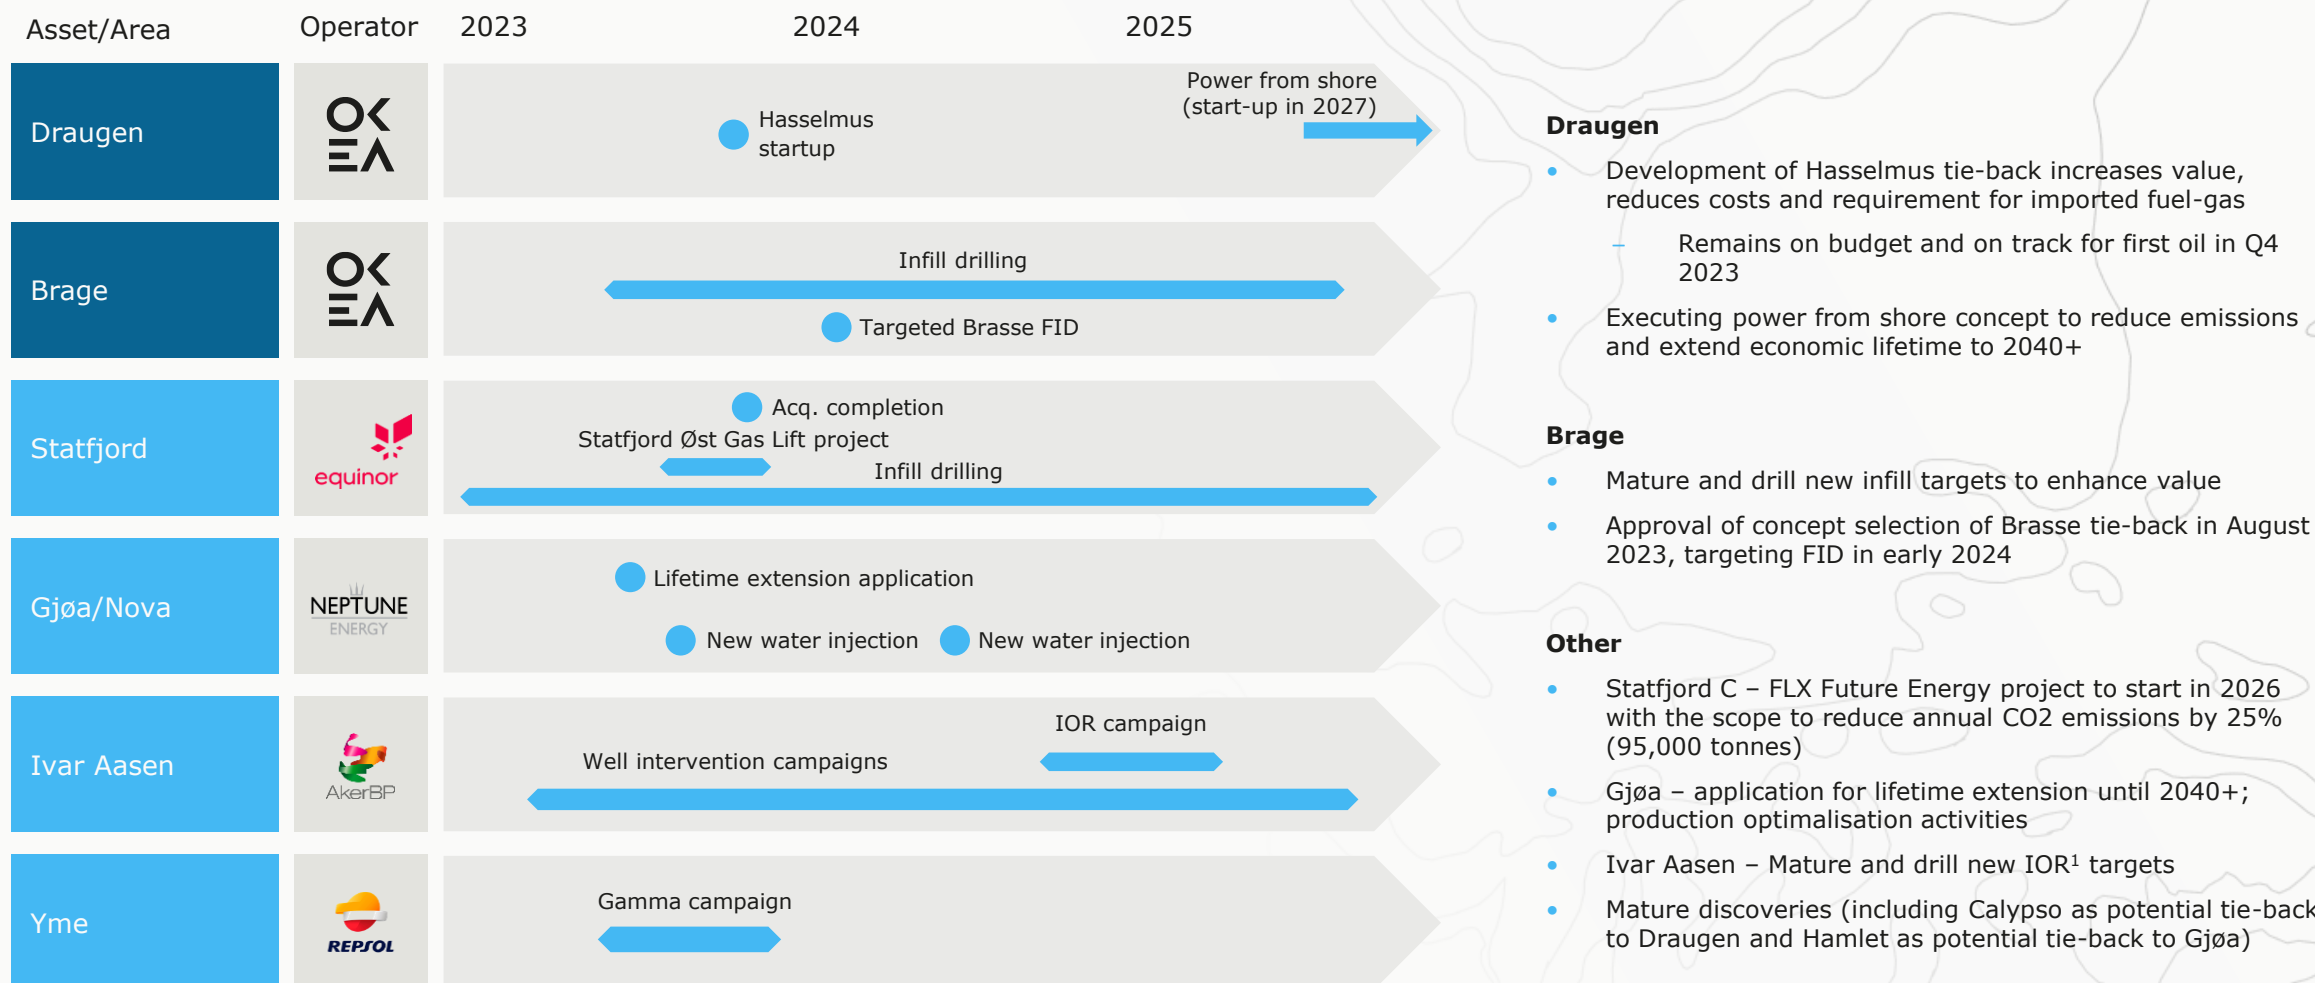 Asset/Area
Operator
2023
2024
2025
Draugen
OKEA
Hasselmus
startup
Power from shore
(start-up in 2027)
Brage
OKEA
Infill drilling
Targeted Brasse FID
Statfjord
equinor
Acq. completion
Statfjord Øst Gas Lift project
Infill drilling
Gjøa/Nova
NEPTUNE
ENERGY
Lifetime extension application
New water injection
New water injection
Ivar Aasen
AkerBP
IOR campaign
Well intervention campaigns
Yme
REPSOL
Gamma campaign
Draugen
• Development of Hasselmus tie-back increases value,
reduces costs and requirement for imported fuel-gas
– Remains on budget and on track for first oil in Q4
2023
• Executing power from shore concept to reduce emissions
and extend economic lifetime to 2040+
Brage
• Mature and drill new infill targets to enhance value
• Approval of concept selection of Brasse tie-back in August
2023, targeting FID in early 2024
Other
• Statfjord C – FLX Future Energy project to start in 2026
with the scope to reduce annual CO2 emissions by 25%
(95,000 tonnes)
• Gjøa – application for lifetime extension until 2040+;
production optimalisation activities
• Ivar Aasen – Mature and drill new IOR¹ targets
• Mature discoveries (including Calypso as potential tie-back
to Draugen and Hamlet as potential tie-back to Gjøa)